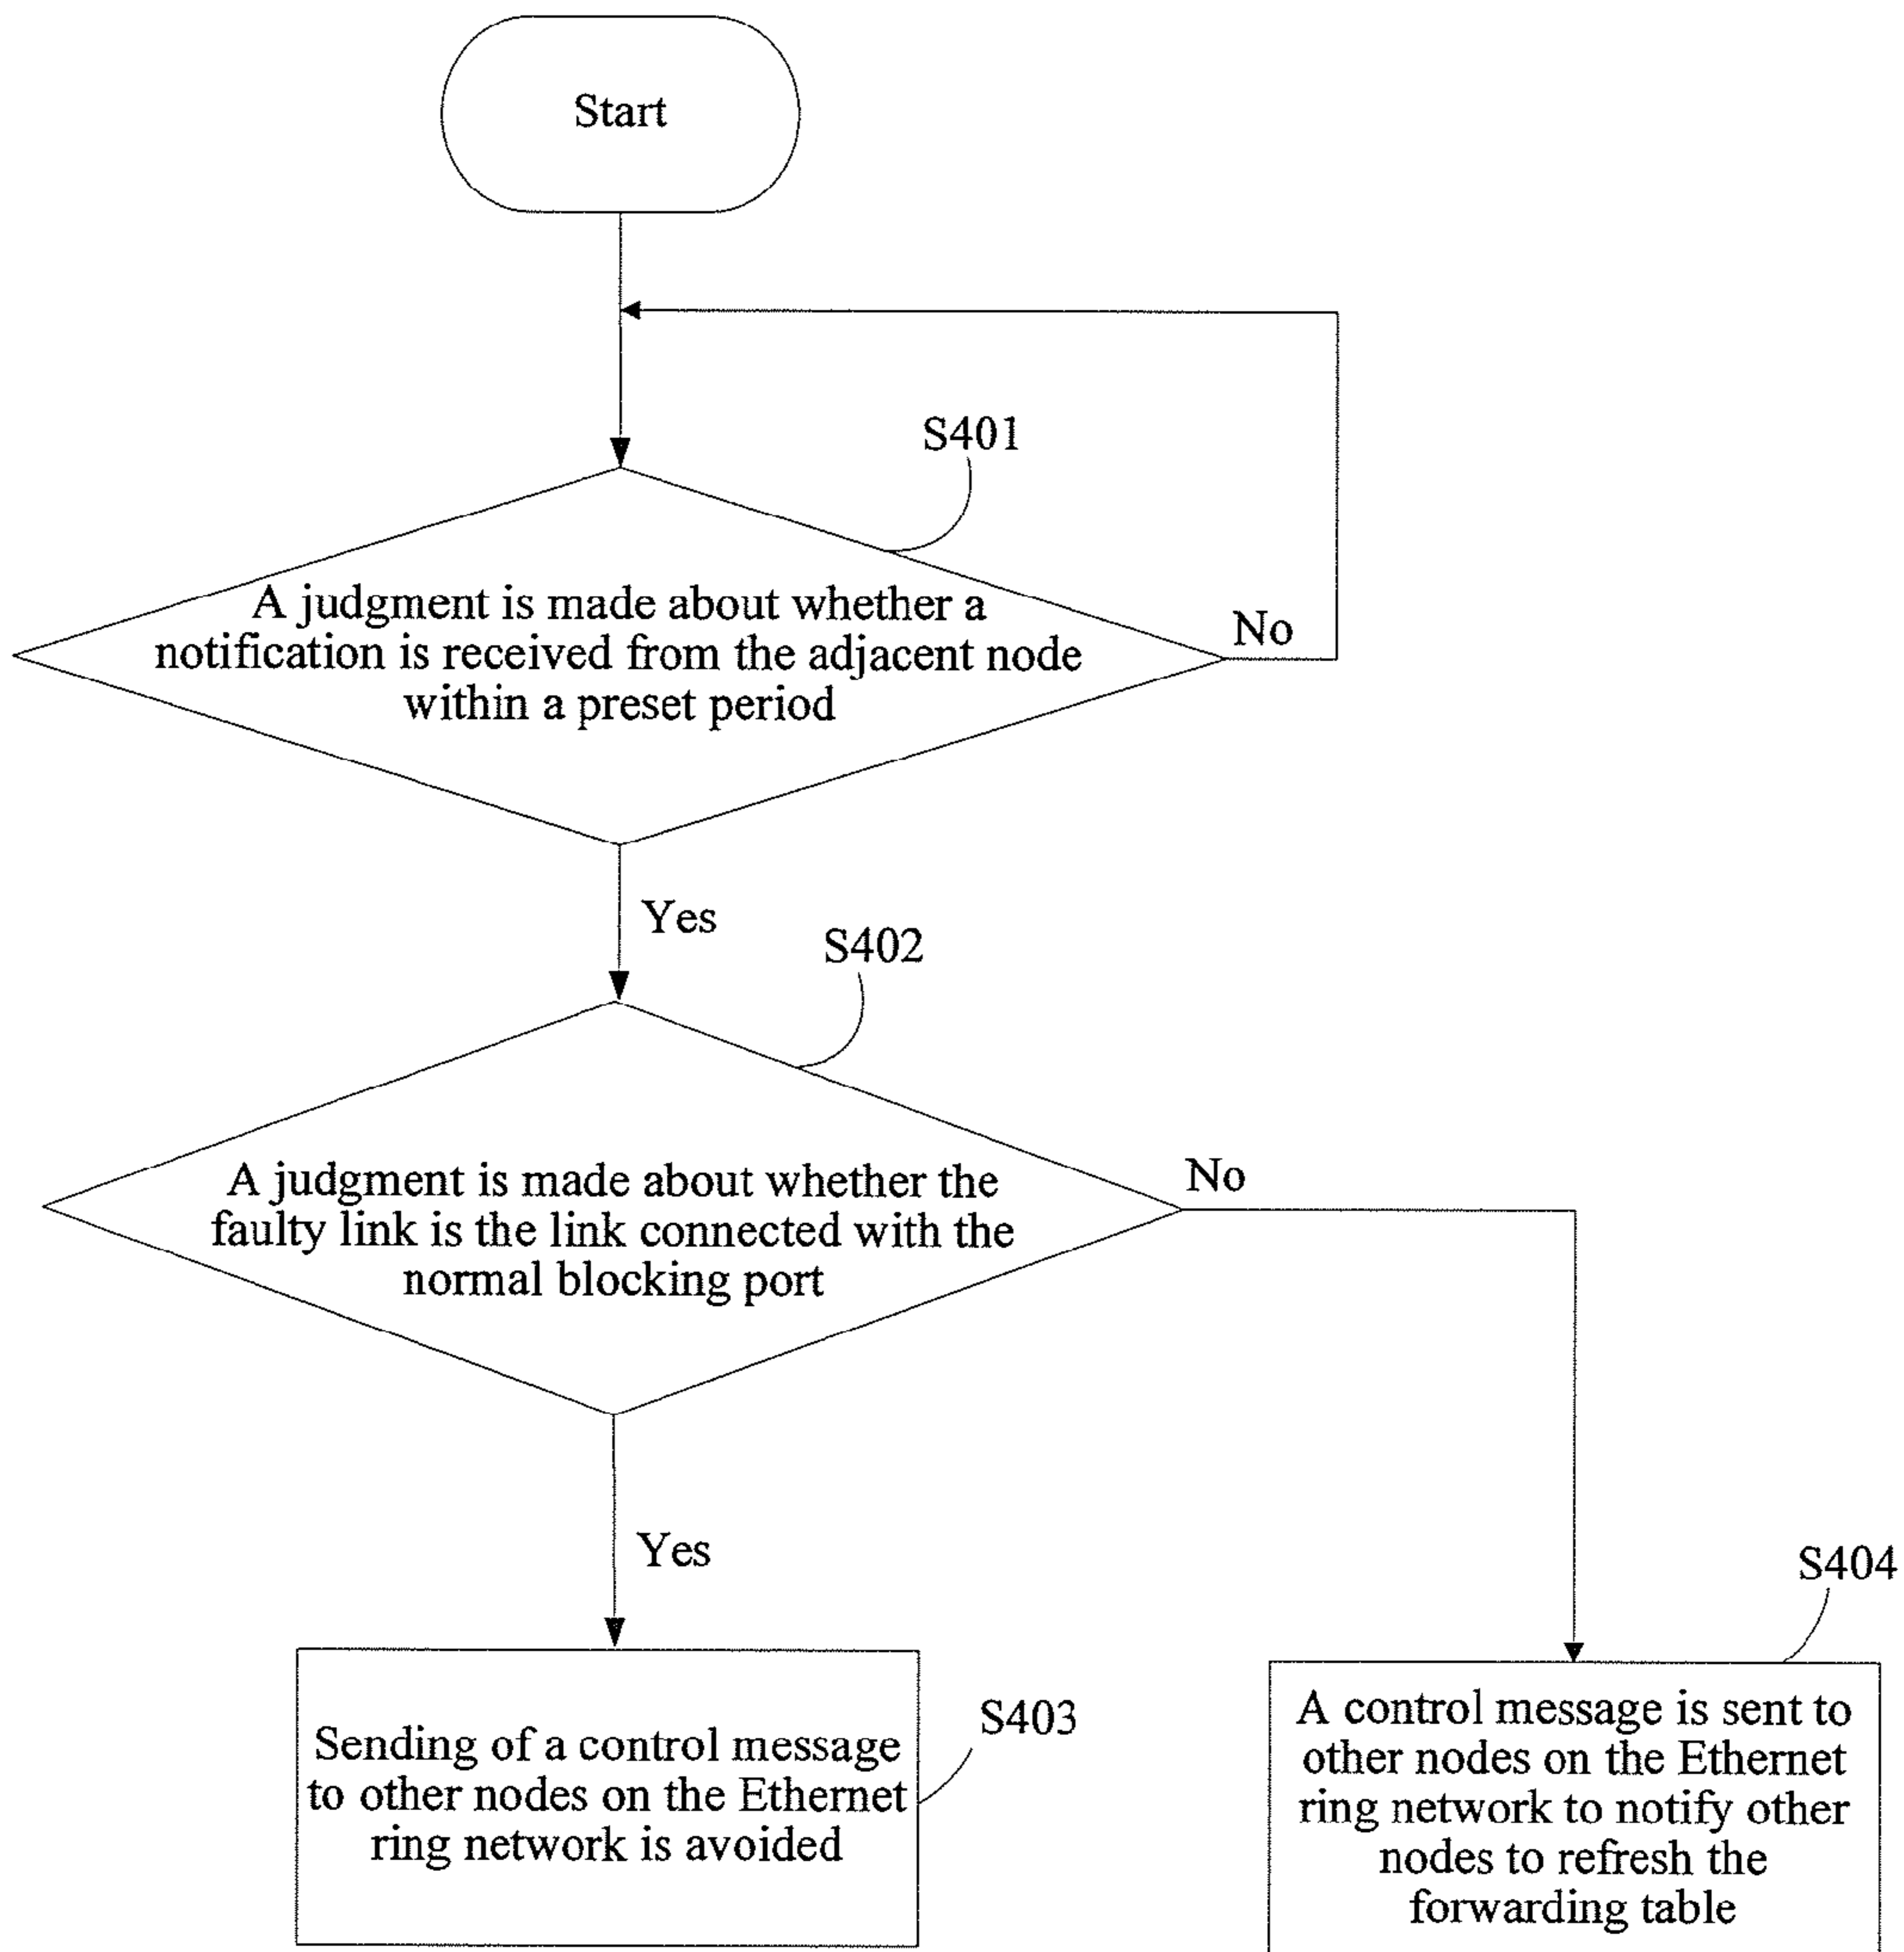 Start
S401
A judgment is made about whether a
notification is received from the adjacent node
within a preset period
No
Yes
S402
A judgment is made about whether the
faulty link is the link connected with the
normal blocking port
No
Yes
S404
Sending of a control message
to other nodes on the Ethernet
ring network is avoided
S403
A control message is sent to
other nodes on the Ethernet
ring network to notify other
nodes to refresh the
forwarding table